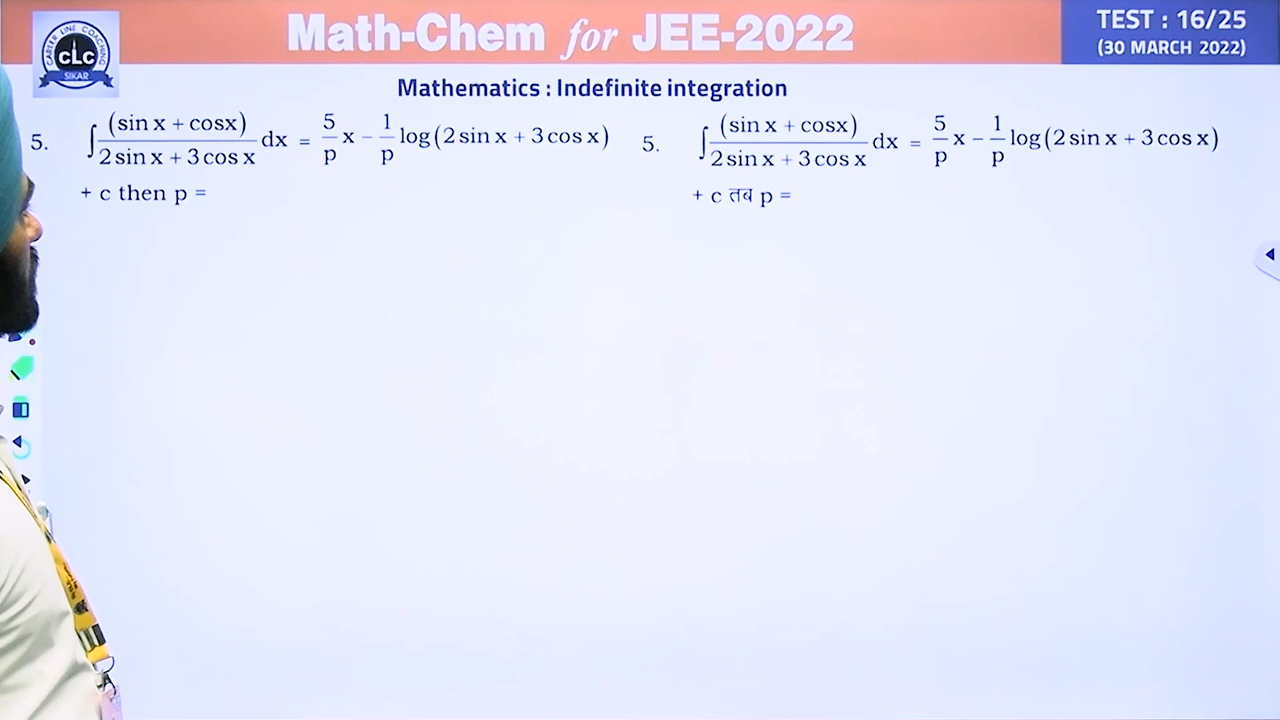 CAREER LINE COACHING
CLC
SIKAR
Math-Chem for JEE-2022
TEST : 16/25
(30 MARCH 2022)
Mathematics : Indefinite integration
5. ∫ (sin x + cosx) / (2 sin x + 3 cos x) dx = 5/p x − 1/p log(2 sin x + 3 cos x)
+ c then p =
5. ∫ (sin x + cosx) / (2 sin x + 3 cos x) dx = 5/p x − 1/p log(2 sin x + 3 cos x)
+ c तब p =